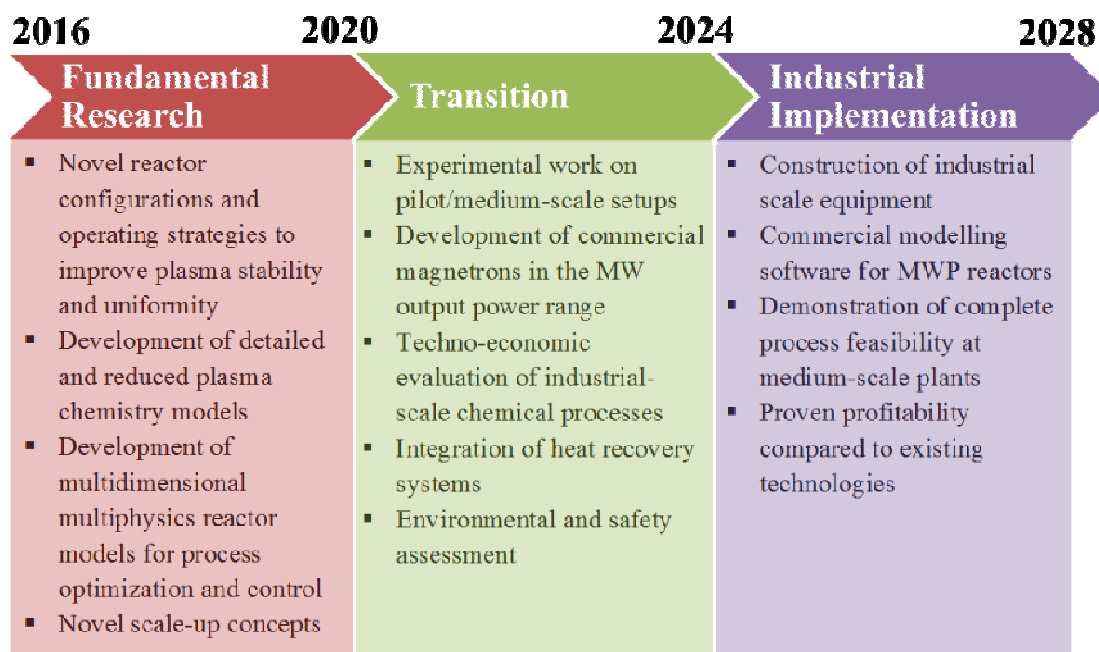 2016 2020 2024 2028
Fundamental
Research
▪ Novel reactor
configurations and
operating strategies to
improve plasma stability
and uniformity
▪ Development of detailed
and reduced plasma
chemistry models
▪ Development of
multidimensional
multiphysics reactor
models for process
optimization and control
▪ Novel scale-up concepts
Transition
▪ Experimental work on
pilot/medium-scale setups
▪ Development of commercial
magnetrons in the MW
output power range
▪ Techno-economic
evaluation of industrial-
scale chemical processes
▪ Integration of heat recovery
systems
▪ Environmental and safety
assessment
Industrial
Implementation
▪ Construction of industrial
scale equipment
▪ Commercial modelling
software for MWP reactors
▪ Demonstration of complete
process feasibility at
medium-scale plants
▪ Proven profitability
compared to existing
technologies